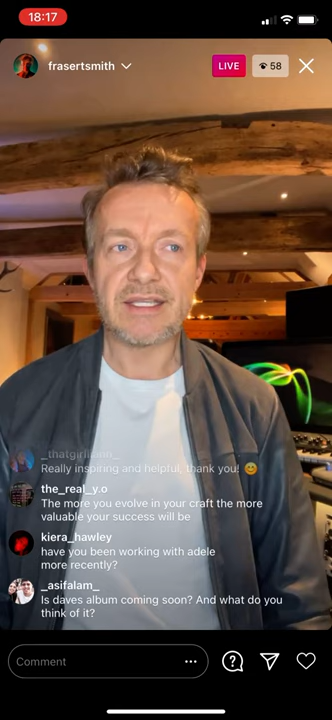 18:17
frasertsmith
LIVE
58
Really inspiring and helpful, thank you! 😊
the_real_y.o
The more you evolve in your craft the more
valuable your success will be
kiera_hawley
have you been working with adele
more recently?
_asifalam_
Is daves album coming soon? And what do you
think of it?
Comment